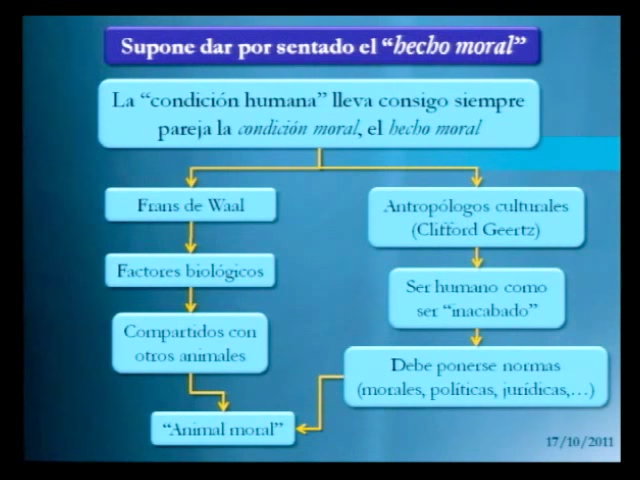 Supone dar por sentado el “hecho moral”
La “condición humana” lleva consigo siempre
pareja la condición moral, el hecho moral
Frans de Waal
Factores biológicos
Compartidos con
otros animales
Antropólogos culturales
(Clifford Geertz)
Ser humano como
ser “inacabado”
Debe ponerse normas
(morales, políticas, jurídicas,…)
“Animal moral”
17/10/2011